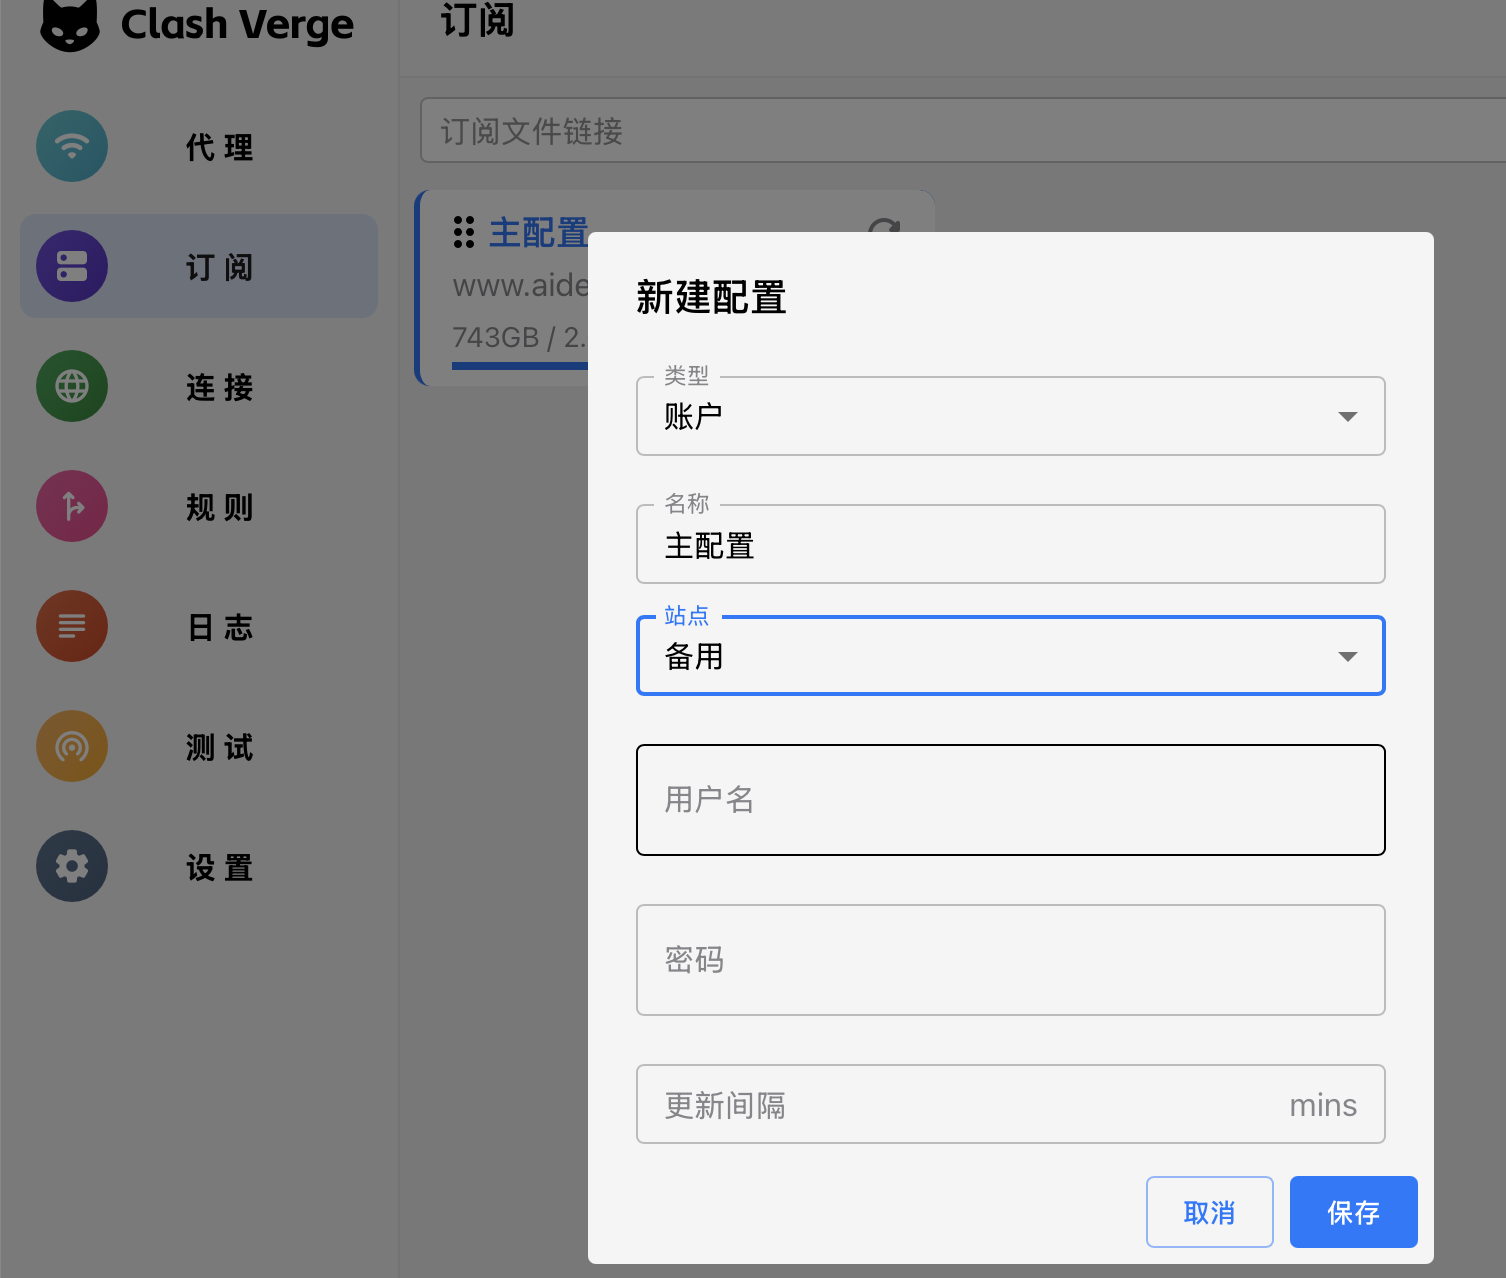 Clash Verge
代理
订阅
连接
规则
日志
测试
设置
订阅
订阅文件链接
主配置
www.aide
743GB / 2.
新建配置
类型
账户
名称
主配置
站点
备用
用户名
密码
更新间隔 mins
取消 保存